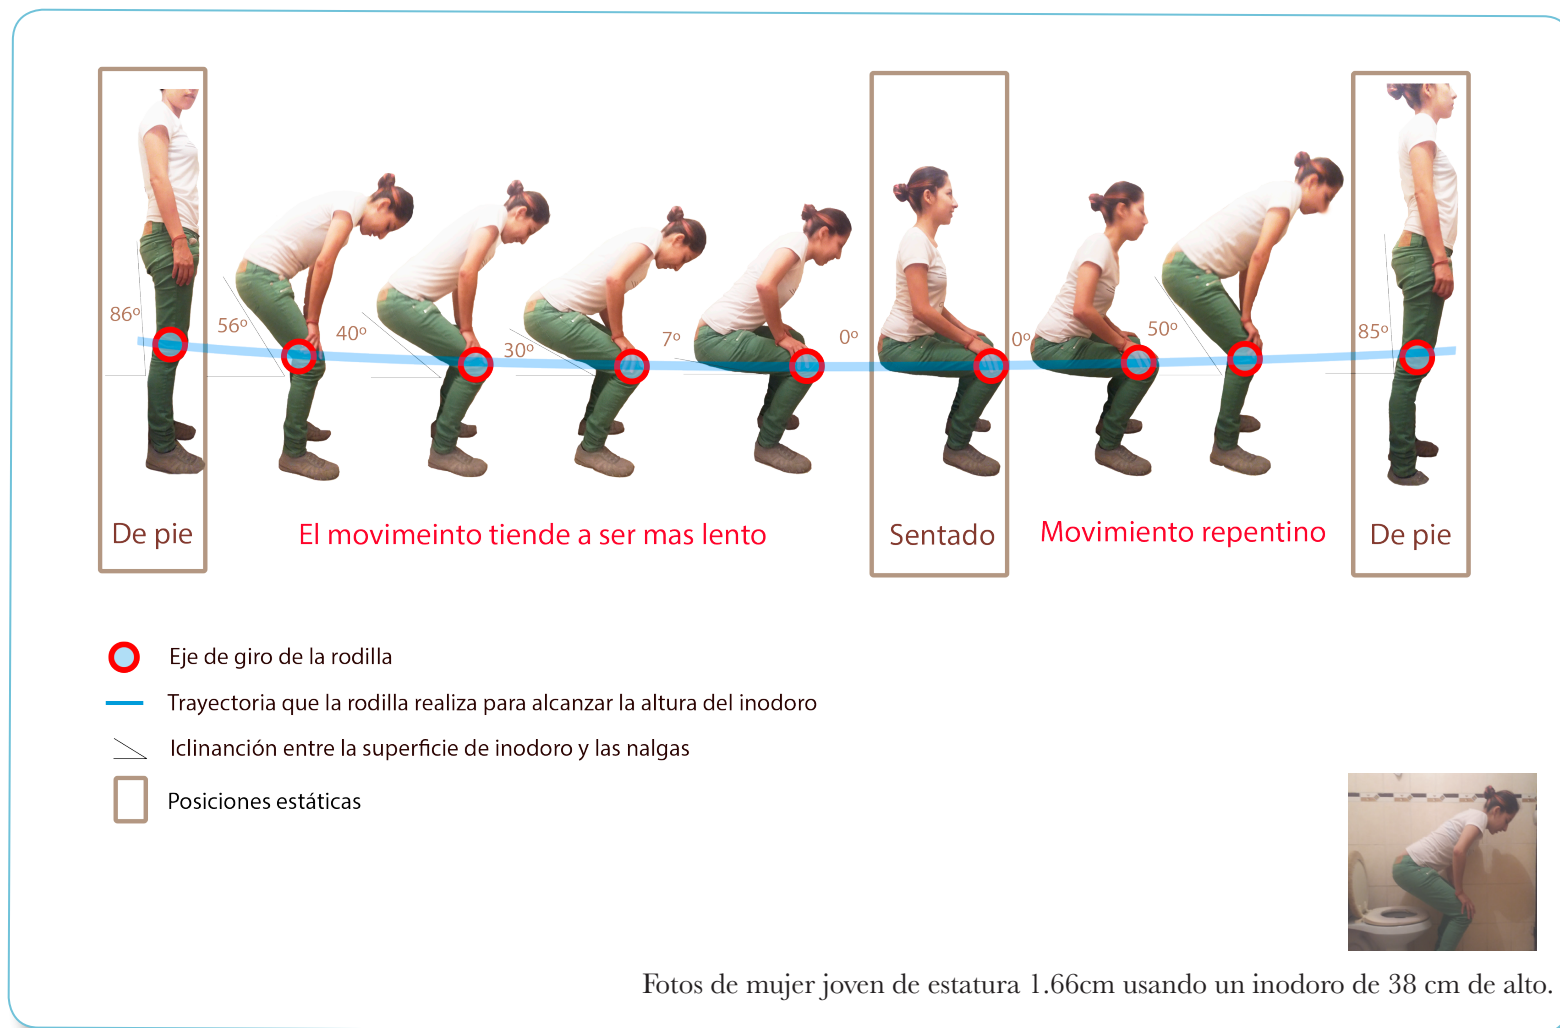 86º
56º
40º
30º
7º
0º
0º
50º
85º
De pie
El movimeinto tiende a ser mas lento
Sentado
Movimiento repentino
De pie
Eje de giro de la rodilla
Trayectoria que la rodilla realiza para alcanzar la altura del inodoro
Iclinanción entre la superficie de inodoro y las nalgas
Posiciones estáticas
Fotos de mujer joven de estatura 1.66cm usando un inodoro de 38 cm de alto.